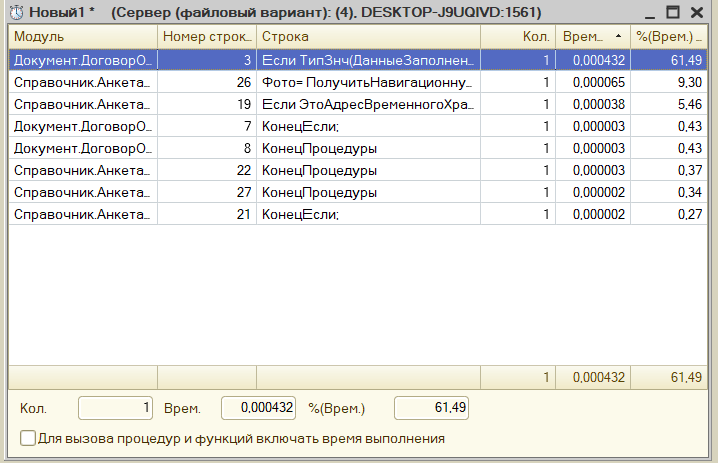 Новый1 * (Сервер (файловый вариант): (4), DESKTOP-J9UQIVD:1561)
Модуль Номер строк... Строка Кол. Врем... %(Врем.) ...
Документ.ДоговорО... 3 Если ТипЗнч(ДанныеЗаполнен... 1 0,000432 61,49
Справочник.Анкета... 26 Фото= ПолучитьНавигационну... 1 0,000065 9,30
Справочник.Анкета... 19 Если ЭтоАдресВременногоХра... 1 0,000038 5,46
Документ.ДоговорО... 7 КонецЕсли; 1 0,000003 0,43
Документ.ДоговорО... 8 КонецПроцедуры 1 0,000003 0,43
Справочник.Анкета... 22 КонецПроцедуры 1 0,000003 0,37
Справочник.Анкета... 27 КонецПроцедуры 1 0,000002 0,34
Справочник.Анкета... 21 КонецЕсли; 1 0,000002 0,27
1 0,000432 61,49
Кол. 1 Врем. 0,000432 %(Врем.) 61,49
Для вызова процедур и функций включать время выполнения